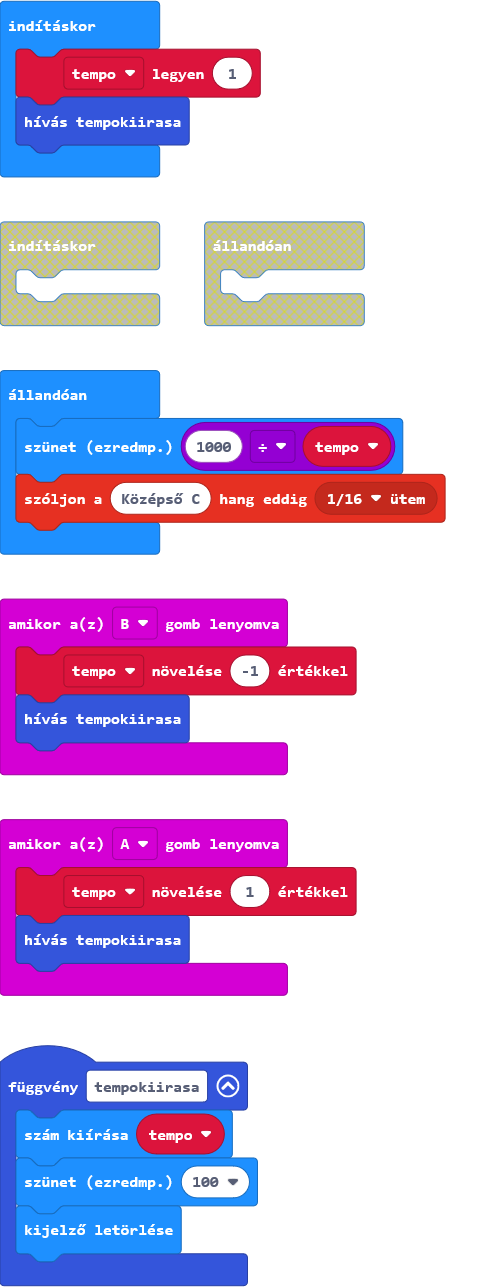 indításkor
tempo legyen 1
hívás tempokiirasa
indításkor állandóan
állandóan
szünet (ezredmp.) 1000 ÷ tempo
szóljon a Középső C hang eddig 1/16 ütem
amikor a(z) B gomb lenyomva
tempo növelése -1 értékkel
hívás tempokiirasa
amikor a(z) A gomb lenyomva
tempo növelése 1 értékkel
hívás tempokiirasa
függvény tempokiirasa
szám kiírása tempo
szünet (ezredmp.) 100
kijelző letörlése